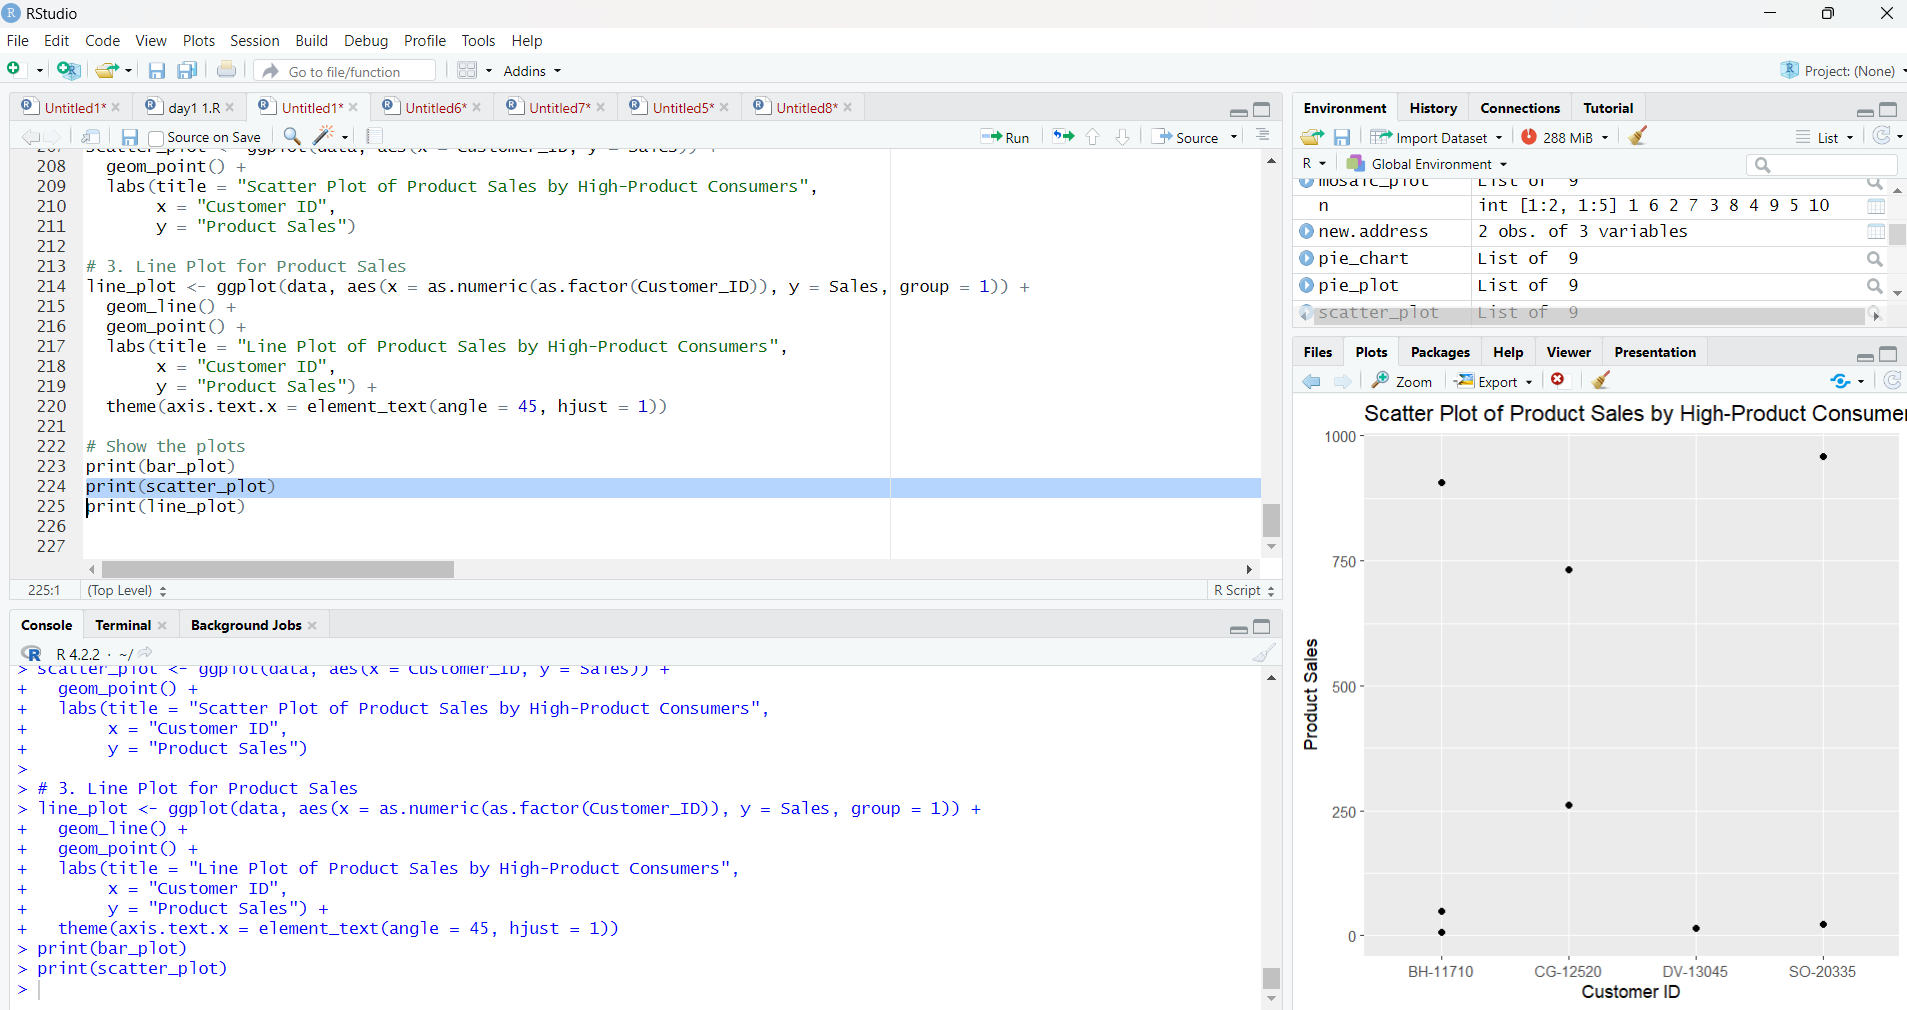 RStudio
File Edit Code View Plots Session Build Debug Profile Tools Help
Go to file/function Addins Project: (None)
Untitled1* day1 1.R Untitled1* Untitled6* Untitled7* Untitled5* Untitled8*
Source on Save Run Source
207 scatter_plot <- ggplot(data, aes(x = Customer_ID, y = Sales)) +
208 geom_point() +
209 labs(title = "Scatter Plot of Product Sales by High-Product Consumers",
210 x = "Customer ID",
211 y = "Product Sales")
212
213 # 3. Line Plot for Product Sales
214 line_plot <- ggplot(data, aes(x = as.numeric(as.factor(Customer_ID)), y = Sales, group = 1)) +
215 geom_line() +
216 geom_point() +
217 labs(title = "Line Plot of Product Sales by High-Product Consumers",
218 x = "Customer ID",
219 y = "Product Sales") +
220 theme(axis.text.x = element_text(angle = 45, hjust = 1))
221
222 # Show the plots
223 print(bar_plot)
224 print(scatter_plot)
225 print(line_plot)
226
227
225:1 (Top Level) R Script
Console Terminal Background Jobs
R 4.2.2 · ~/
> scatter_plot <- ggplot(data, aes(x = Customer_ID, y = Sales)) +
+ geom_point() +
+ labs(title = "Scatter Plot of Product Sales by High-Product Consumers",
+ x = "Customer ID",
+ y = "Product Sales")
>
> # 3. Line Plot for Product Sales
> line_plot <- ggplot(data, aes(x = as.numeric(as.factor(Customer_ID)), y = Sales, group = 1)) +
+ geom_line() +
+ geom_point() +
+ labs(title = "Line Plot of Product Sales by High-Product Consumers",
+ x = "Customer ID",
+ y = "Product Sales") +
+ theme(axis.text.x = element_text(angle = 45, hjust = 1))
> print(bar_plot)
> print(scatter_plot)
>
Environment History Connections Tutorial
Import Dataset 288 MiB List
R Global Environment
mosaic_plot List of 9
n int [1:2, 1:5] 1 6 2 7 3 8 4 9 5 10
new.address 2 obs. of 3 variables
pie_chart List of 9
pie_plot List of 9
scatter_plot List of 9
Files Plots Packages Help Viewer Presentation
Zoom Export
Scatter Plot of Product Sales by High-Product Consumer
1000
750
500
250
0
Product Sales
BH-11710 CG-12520 DV-13045 SO-20335
Customer ID